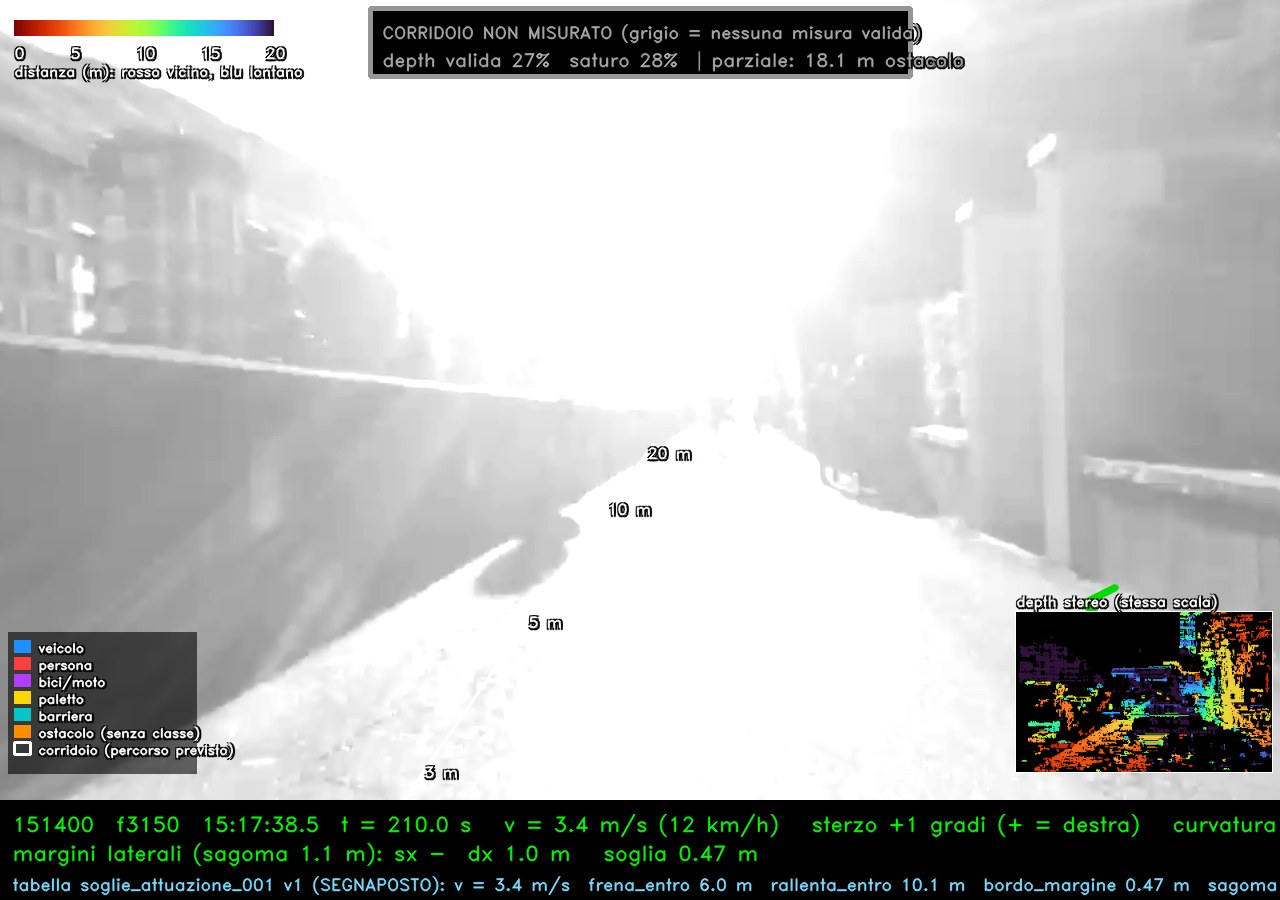 0 5 10 15 20
distanza (m): rosso vicino, blu lontano
CORRIDOIO NON MISURATO (grigio = nessuna misura valida)
depth valida 27% saturo 28% | parziale: 18.1 m ostacolo
20 m
10 m
5 m
3 m
depth stereo (stessa scala)
veicolo
persona
bici/moto
paletto
barriera
ostacolo (senza classe)
corridoio (percorso previsto)
151400 f3150 15:17:38.5 t = 210.0 s v = 3.4 m/s (12 km/h) sterzo +1 gradi (+ = destra) curvatura
margini laterali (sagoma 1.1 m): sx - dx 1.0 m soglia 0.47 m
tabella soglie_attuazione_001 v1 (SEGNAPOSTO): v = 3.4 m/s frena_entro 6.0 m rallenta_entro 10.1 m bordo_margine 0.47 m sagoma